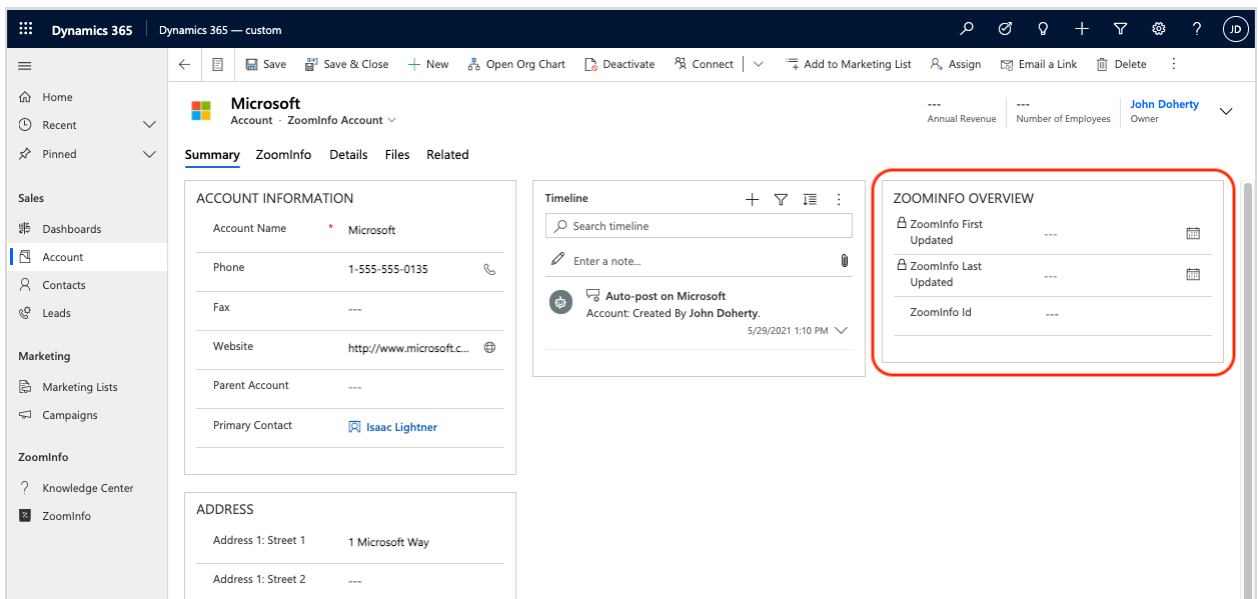 Dynamics 365
Dynamics 365 — custom
?
JD
Save
Save & Close
New
Open Org Chart
Deactivate
Connect
Add to Marketing List
Assign
Email a Link
Delete
Home
Recent
Pinned
Sales
Dashboards
Account
Contacts
Leads
Marketing
Marketing Lists
Campaigns
ZoomInfo
? Knowledge Center
ZoomInfo
Microsoft
Account · ZoomInfo Account
---
Annual Revenue
---
Number of Employees
John Doherty
Owner
Summary
ZoomInfo
Details
Files
Related
ACCOUNT INFORMATION
Account Name * Microsoft
Phone 1-555-555-0135
Fax ---
Website http://www.microsoft.c...
Parent Account ---
Primary Contact Isaac Lightner
ADDRESS
Address 1: Street 1 1 Microsoft Way
Address 1: Street 2 ---
Timeline
Search timeline
Enter a note...
Auto-post on Microsoft
Account: Created By John Doherty.
5/29/2021 1:10 PM
ZOOMINFO OVERVIEW
ZoomInfo First
Updated ---
ZoomInfo Last
Updated ---
ZoomInfo Id ---